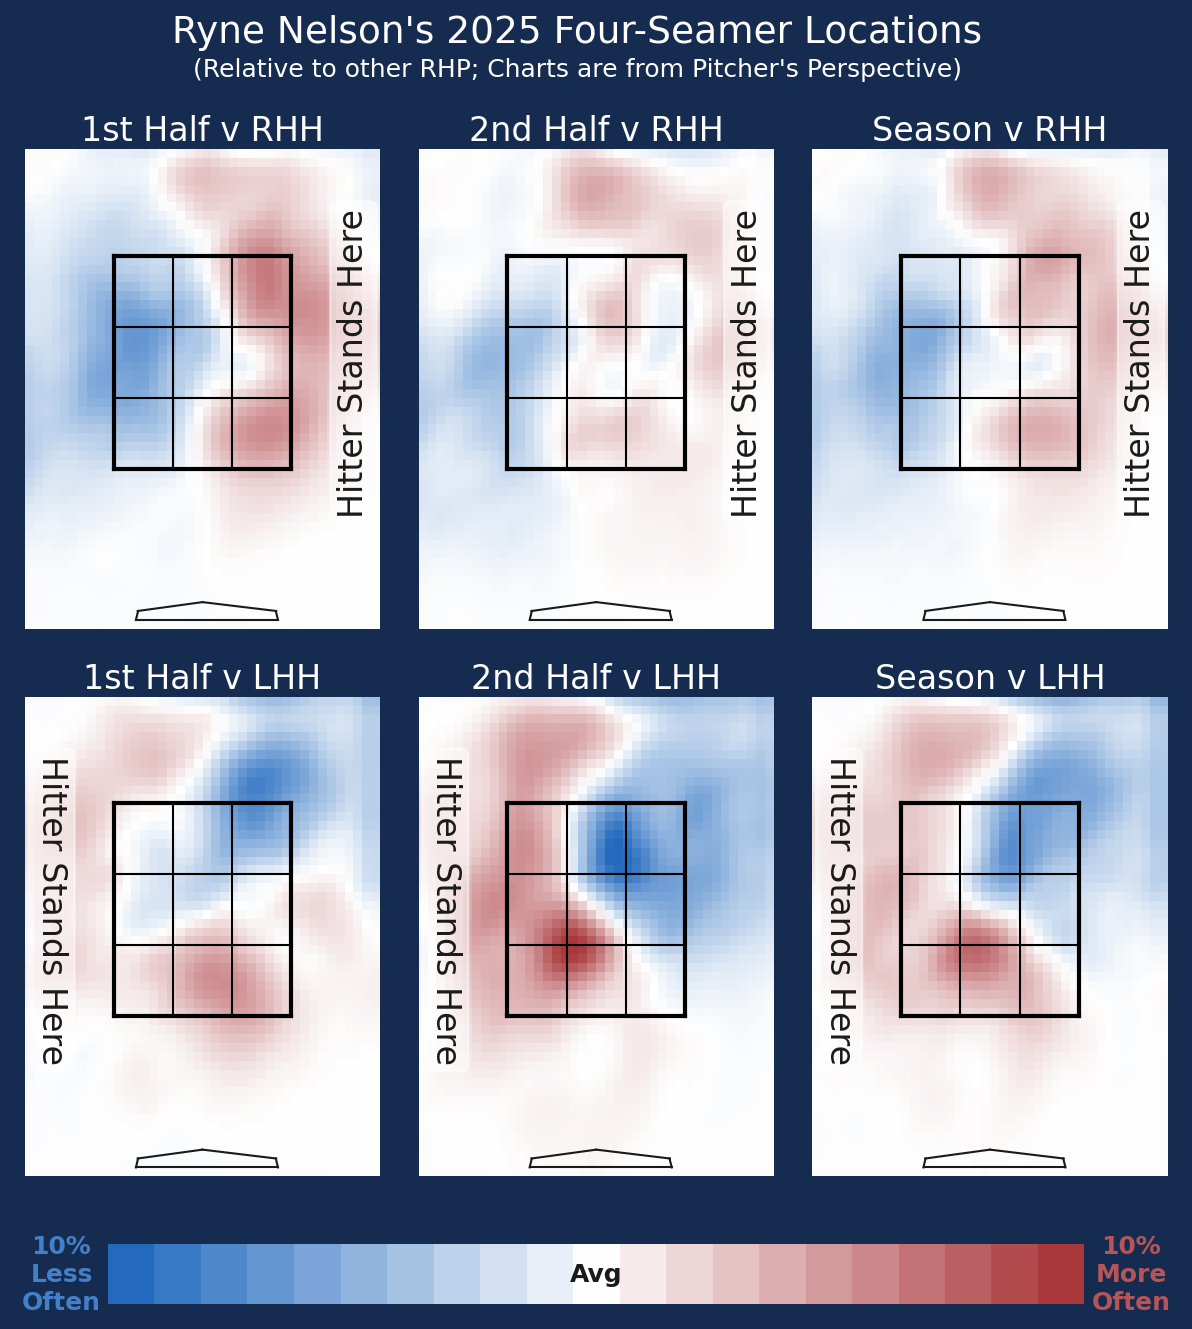 Ryne Nelson's 2025 Four-Seamer Locations
(Relative to other RHP; Charts are from Pitcher's Perspective)
1st Half v RHH
2nd Half v RHH
Season v RHH
Hitter Stands Here
Hitter Stands Here
Hitter Stands Here
1st Half v LHH
2nd Half v LHH
Season v LHH
Hitter Stands Here
Hitter Stands Here
Hitter Stands Here
10%
Less
Often
Avg
10%
More
Often